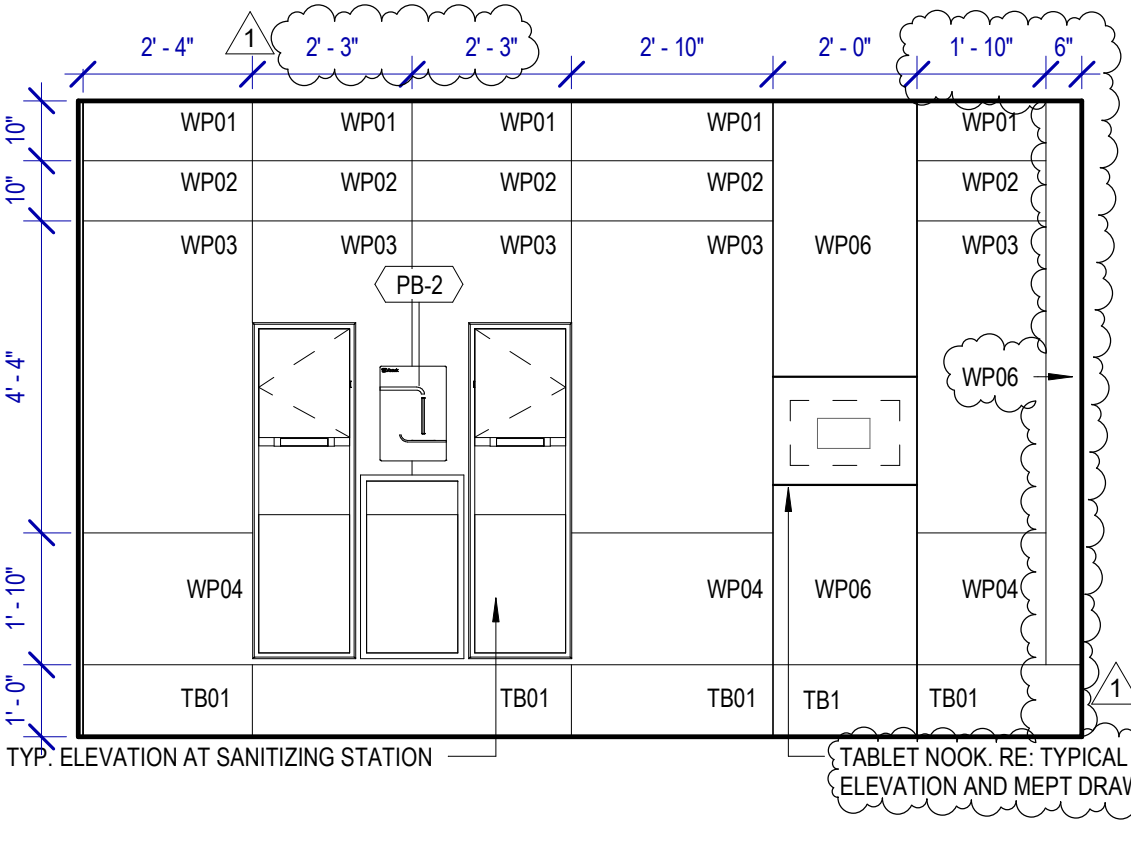 2' - 4" 1 2' - 3" 2' - 3" 2' - 10" 2' - 0" 1' - 10" 6"
10" WP01 WP01 WP01 WP01 WP01
10" WP02 WP02 WP02 WP02 WP02
WP03 WP03 WP03 WP03 WP06 WP03
PB-2
4' - 4" WP06
1' - 10" WP04 WP04 WP06 WP04
1' - 0" TB01 TB01 TB01 TB1 TB01 1
TYP. ELEVATION AT SANITIZING STATION
TABLET NOOK. RE: TYPICAL
ELEVATION AND MEPT DRAW